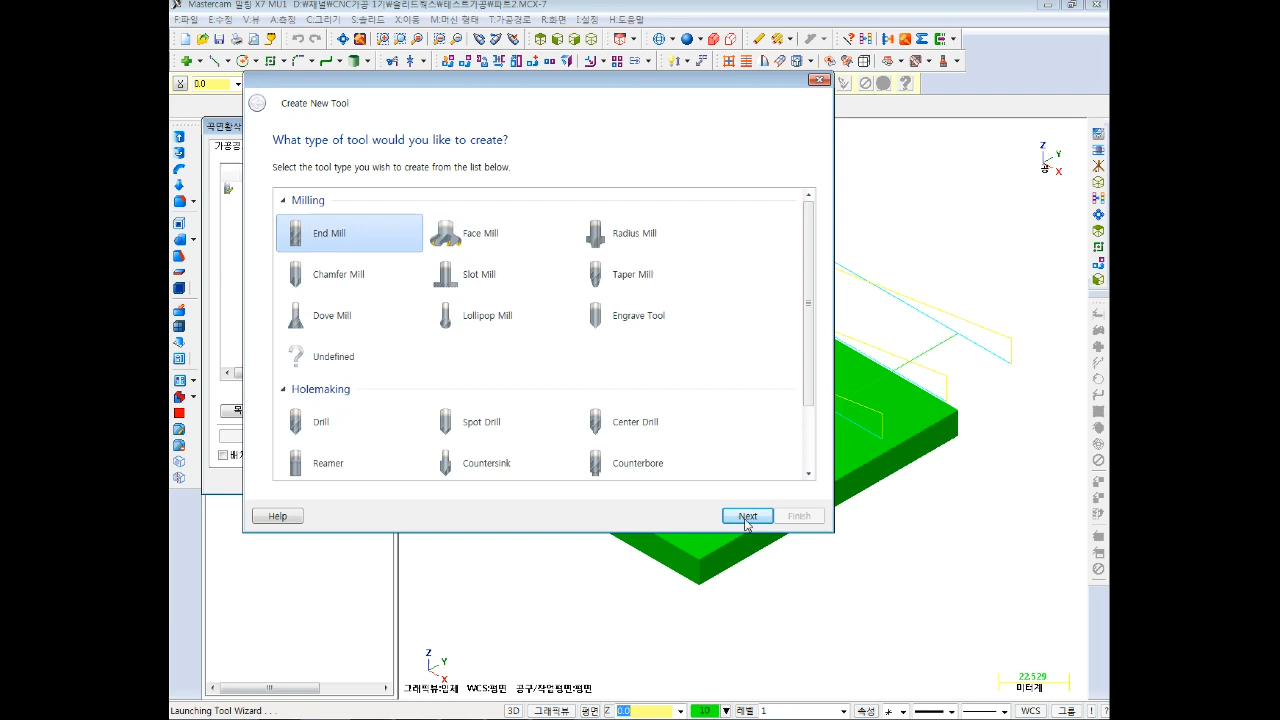 Mastercam 밀링 X7 MU1 D:₩재널₩CNC가공 1기₩솔리드웍스₩테스트가공₩파트2.MCX-7
F:파일 E:수정 V:뷰 A:측정 C:그리기 S:솔리드 X:이동 M.머신 형태 T.가공경로 R:화면 I.설정 H:도움말
0.0
Create New Tool
What type of tool would you like to create?
Select the tool type you wish to create from the list below.
Milling
End Mill Face Mill Radius Mill
Chamfer Mill Slot Mill Taper Mill
Dove Mill Lollipop Mill Engrave Tool
Undefined
Holemaking
Drill Spot Drill Center Drill
Reamer Countersink Counterbore
Help Next Finish
Z
Y
X
Z
Y
X
그래픽뷰:입체 WCS:평면 공구/작업평면:평면
22.529
미터계
Launching Tool Wizard . . .
3D 그래픽뷰 평면 Z 0.0 10 레벨 1 속성 WCS 그룹 ! ?